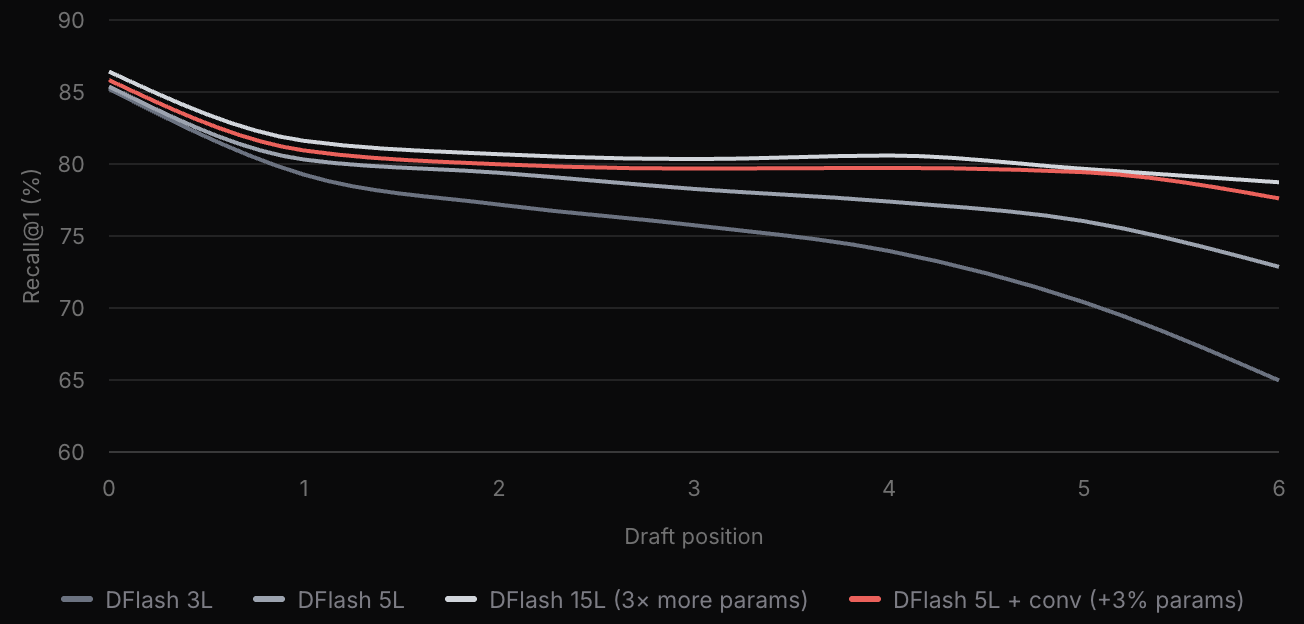 90
85
80
75
70
65
60
Recall@1 (%)
0 1 2 3 4 5 6
Draft position
DFlash 3L DFlash 5L DFlash 15L (3× more params) DFlash 5L + conv (+3% params)